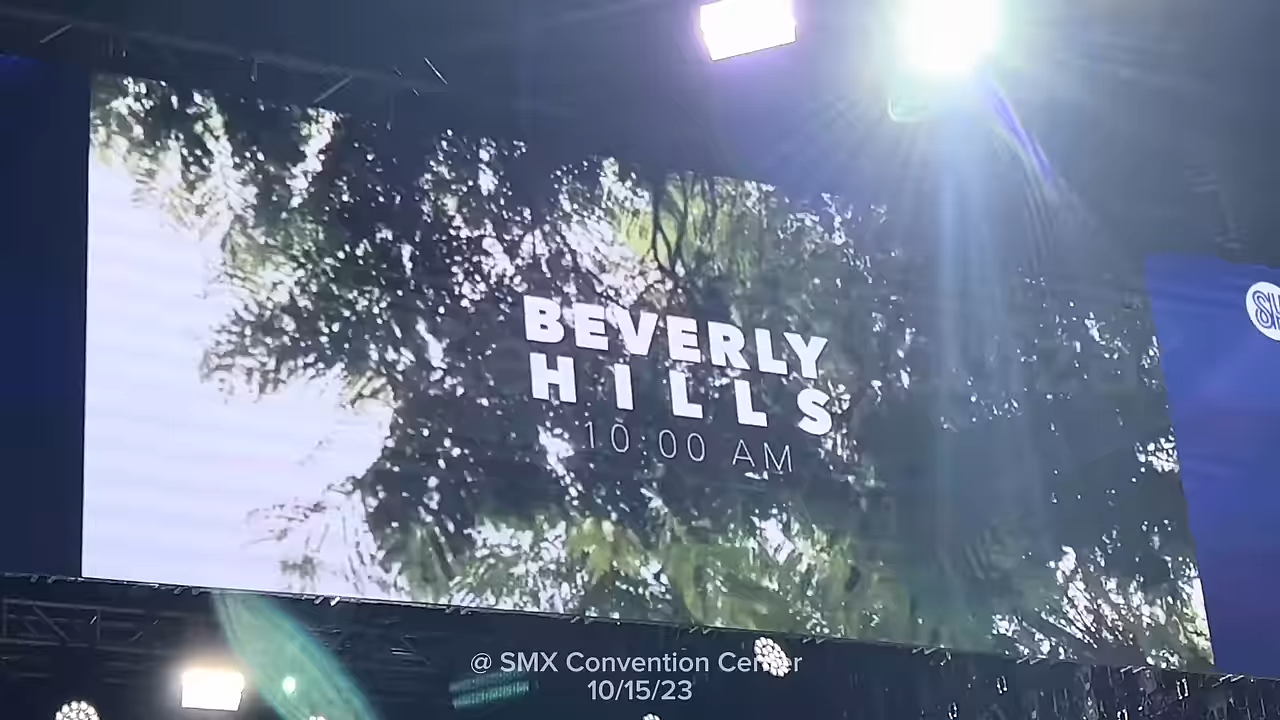 BEVERLY
HILLS
10:00 AM
@ SMX Convention Center
10/15/23